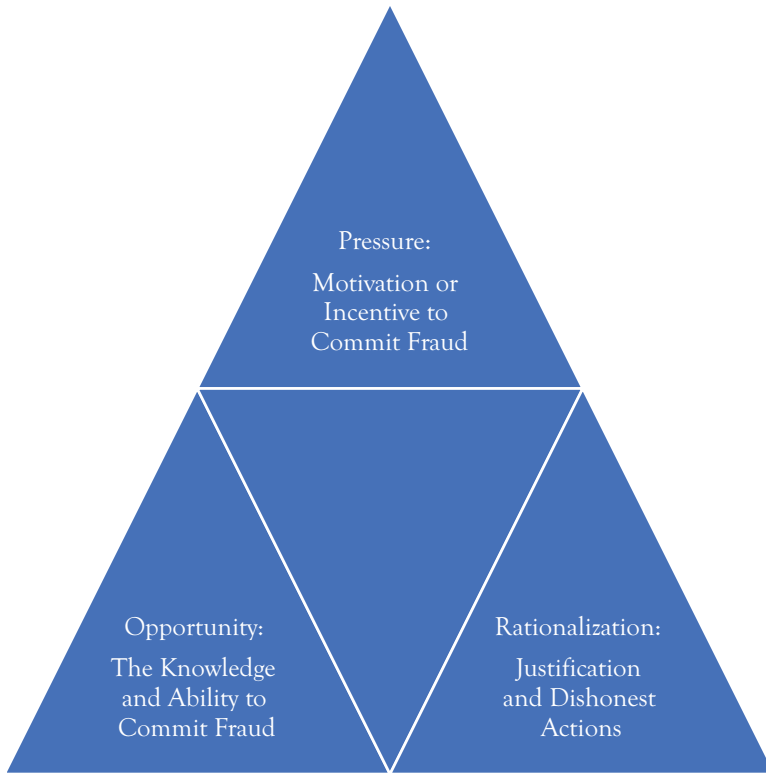 Pressure:
Motivation or
Incentive to
Commit Fraud
Opportunity:
The Knowledge
and Ability to
Commit Fraud
Rationalization:
Justification
and Dishonest
Actions